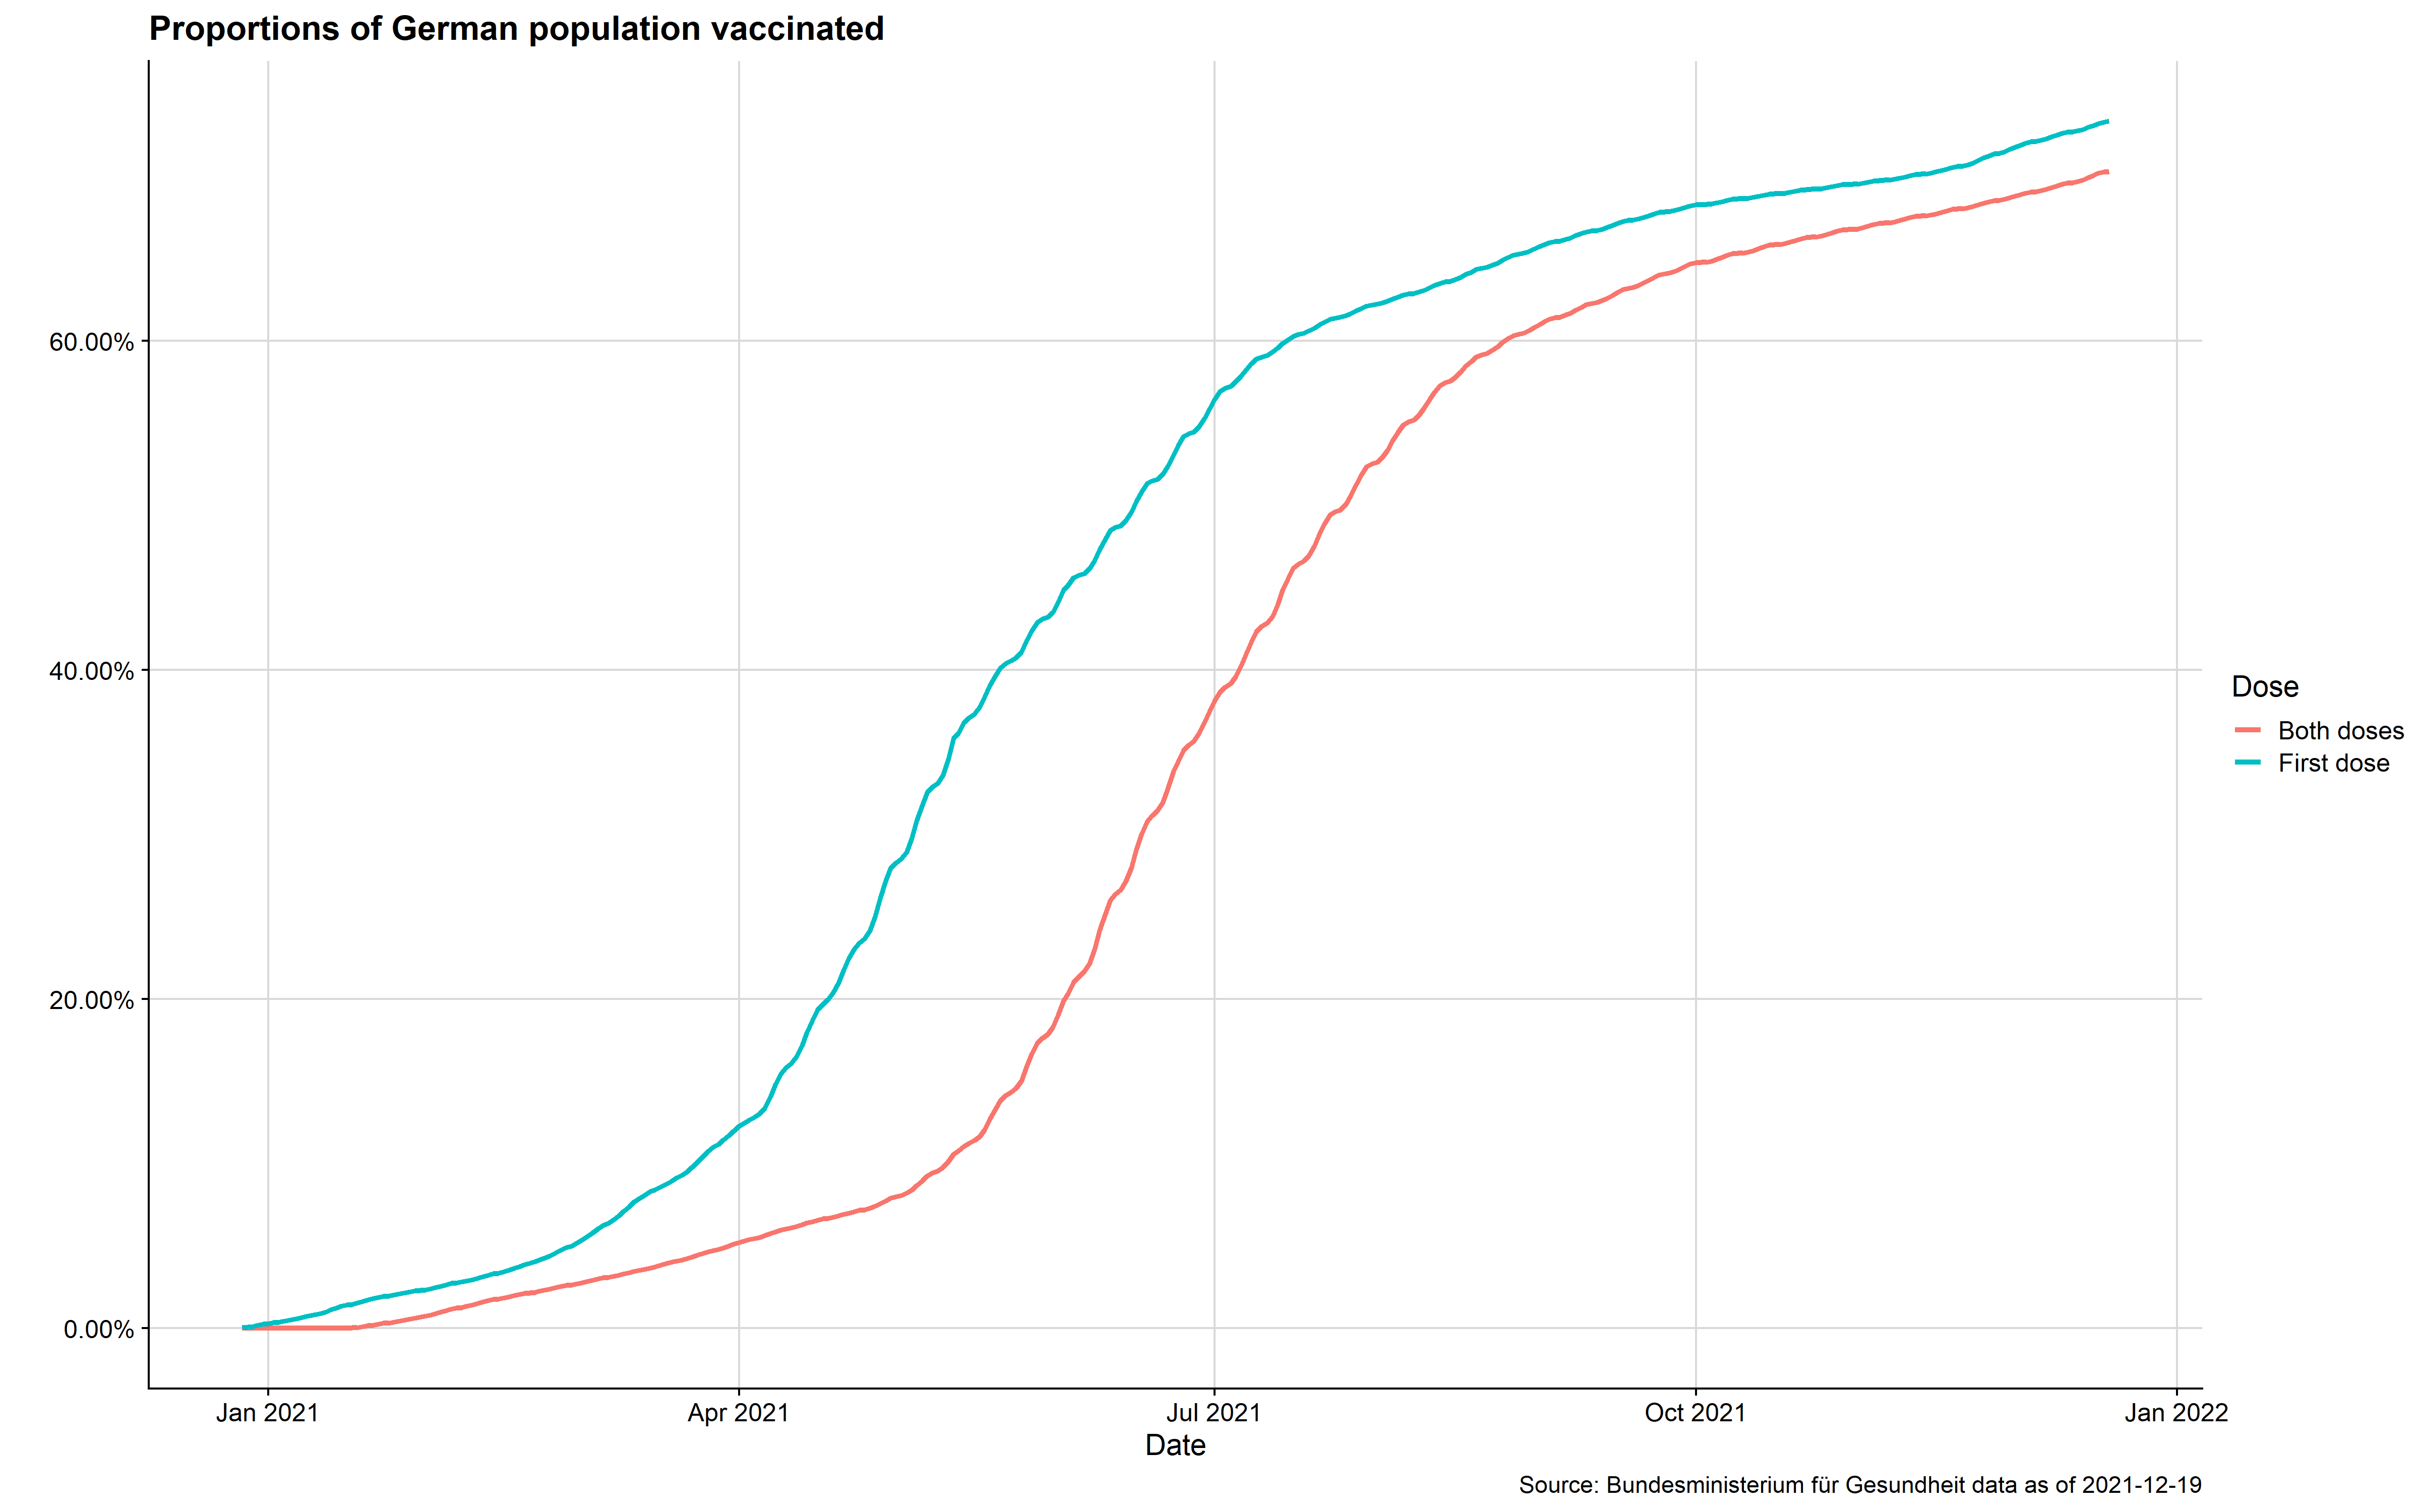 Proportions of German population vaccinated
60.00%
40.00%
20.00%
0.00%
Jan 2021
Apr 2021
Jul 2021
Oct 2021
Jan 2022
Date
Dose
Both doses
First dose
Source: Bundesministerium für Gesundheit data as of 2021-12-19